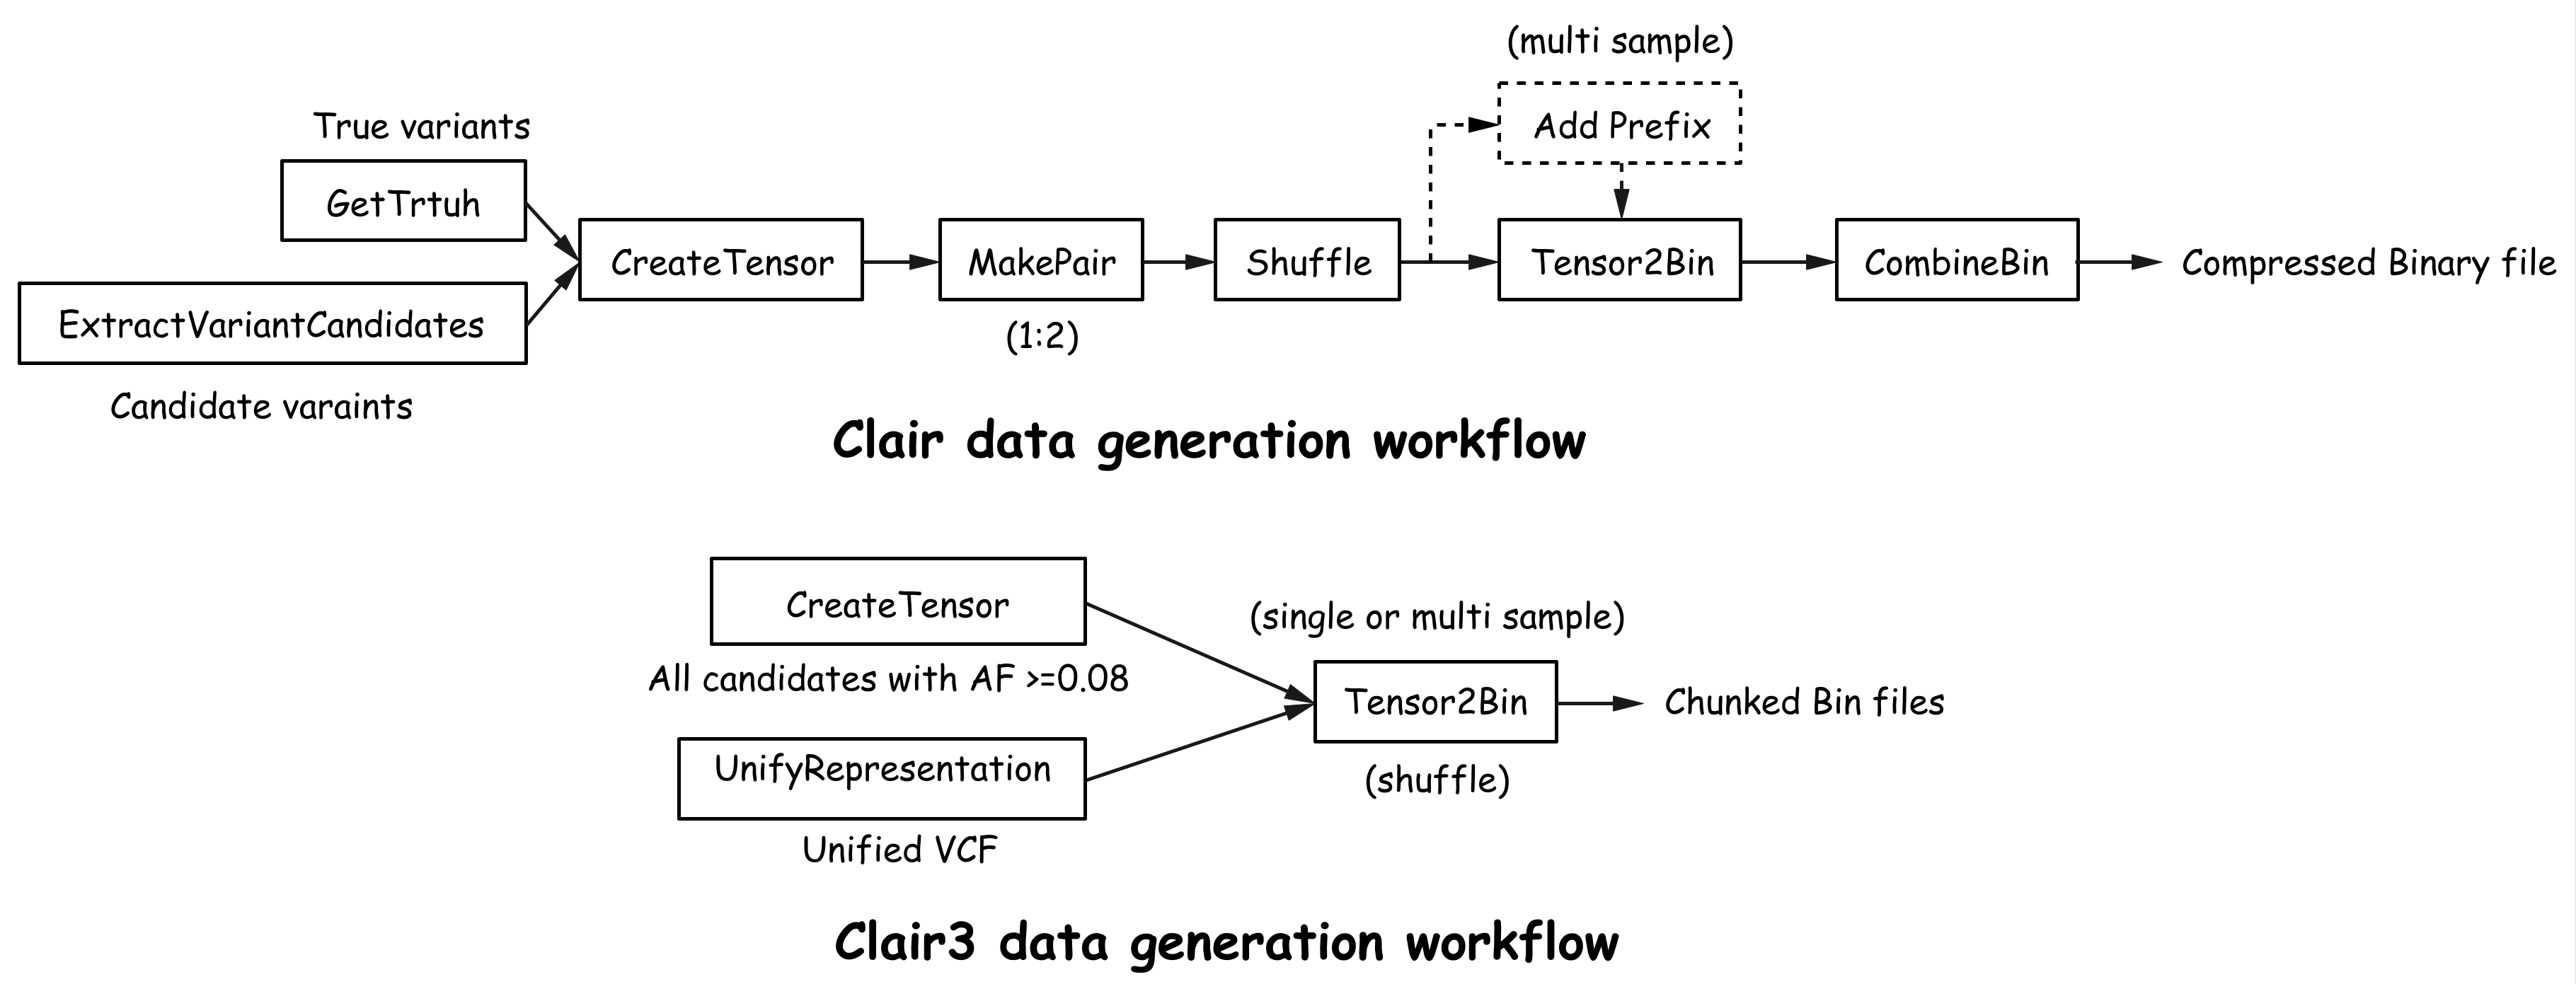 (multi sample)
Add Prefix
True variants
GetTrtuh
CreateTensor
MakePair
Shuffle
Tensor2Bin
CombineBin
Compressed Binary file
ExtractVariantCandidates
(1:2)
Candidate varaints
Clair data generation workflow
CreateTensor
(single or multi sample)
All candidates with AF >=0.08
Tensor2Bin
Chunked Bin files
UnifyRepresentation
(shuffle)
Unified VCF
Clair3 data generation workflow